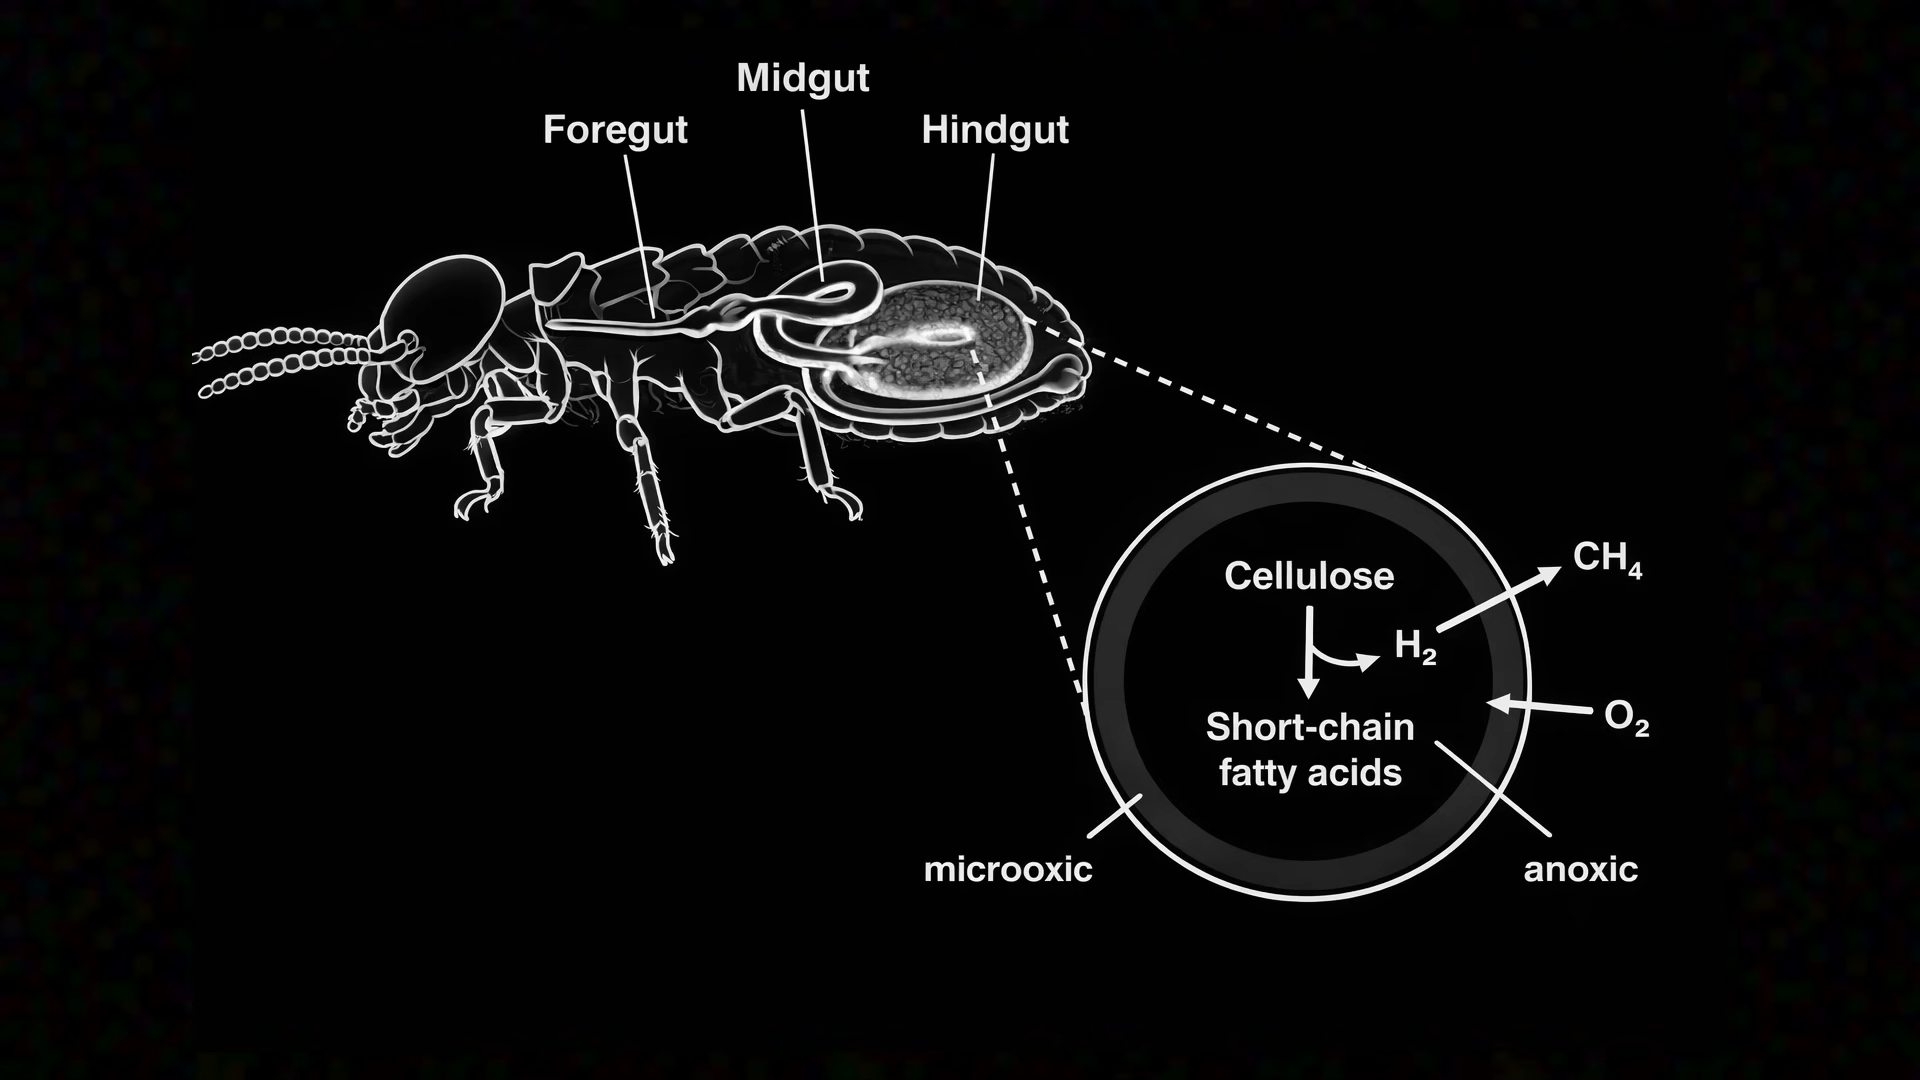 Midgut
Foregut
Hindgut
CH₄
Cellulose
H₂
O₂
Short-chain
fatty acids
microoxic
anoxic